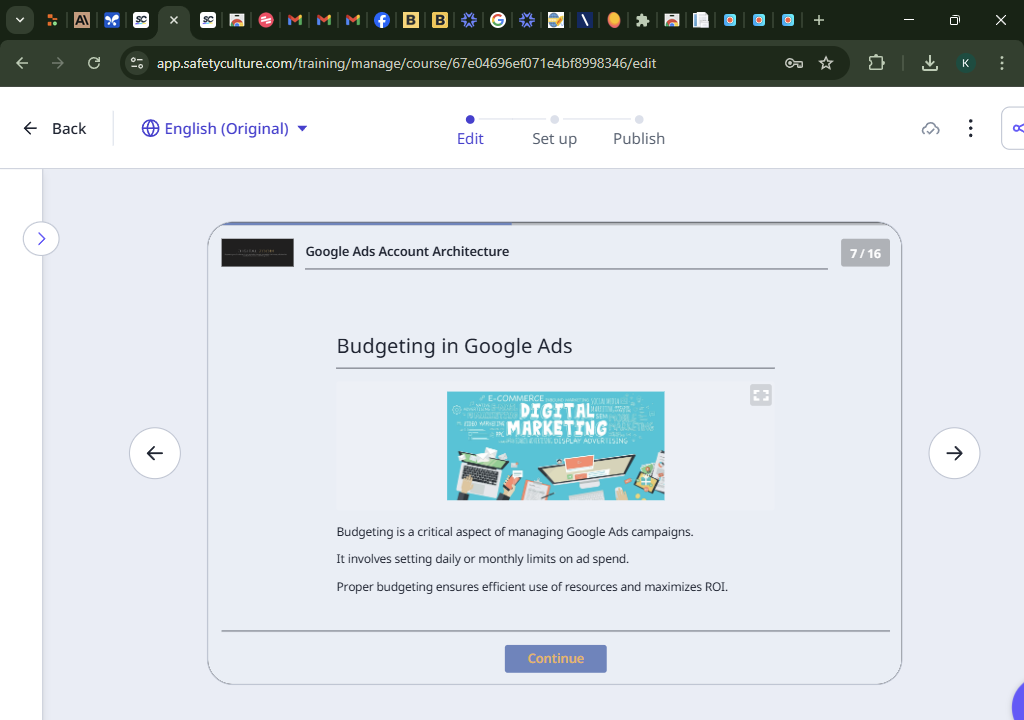 app.safetyculture.com/training/manage/course/67e04696ef071e4bf8998346/edit
K
Back
English (Original)
Edit
Set up
Publish
Google Ads Account Architecture
7 / 16
Budgeting in Google Ads
E-COMMERCE
DIGITAL
MARKETING
VIDEO MARKETING
DISPLAY ADVERTISING
Budgeting is a critical aspect of managing Google Ads campaigns.
It involves setting daily or monthly limits on ad spend.
Proper budgeting ensures efficient use of resources and maximizes ROI.
Continue